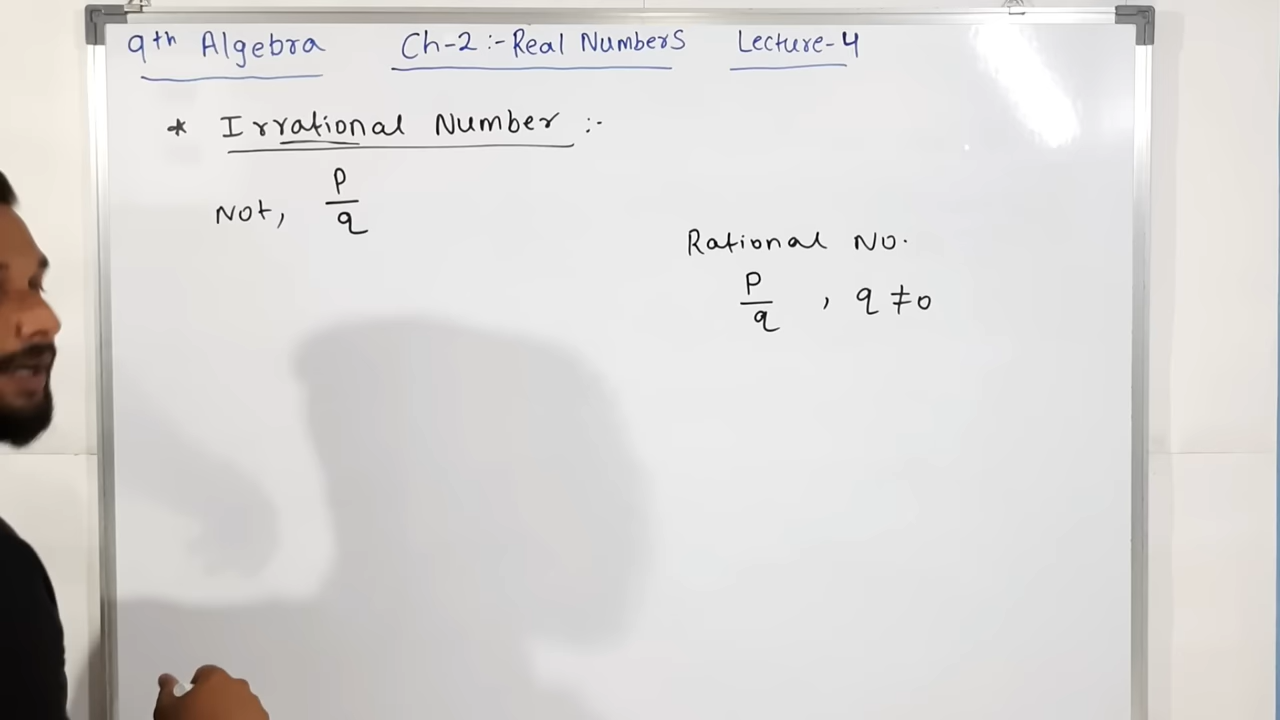 9th Algebra Ch-2 :- Real Numbers Lecture-4
* Irrational Number :-
Not, P/q
Rational No.
P/q , q ≠ 0